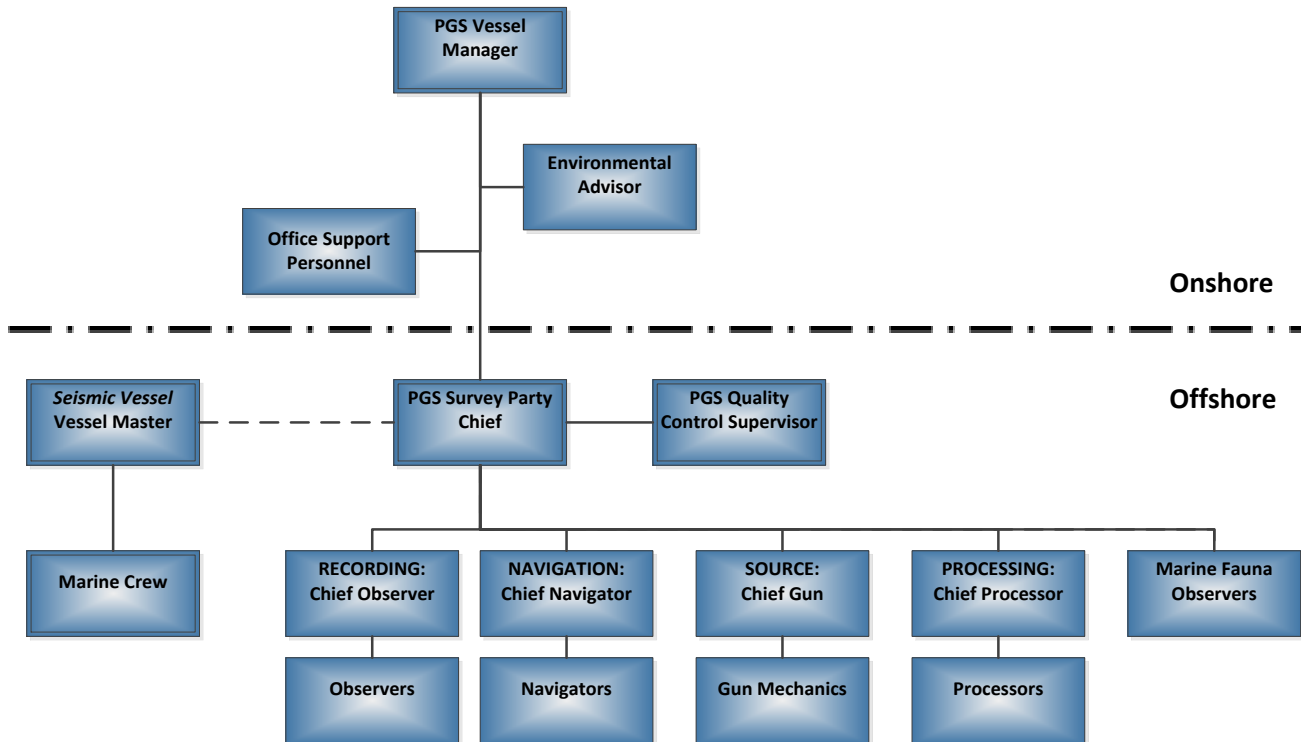 PGS Vessel
Manager
Environmental
Advisor
Office Support
Personnel
Onshore
Seismic Vessel
Vessel Master
PGS Survey Party
Chief
PGS Quality
Control Supervisor
Offshore
Marine Crew
RECORDING:
Chief Observer
NAVIGATION:
Chief Navigator
SOURCE:
Chief Gun
PROCESSING:
Chief Processor
Marine Fauna
Observers
Observers
Navigators
Gun Mechanics
Processors